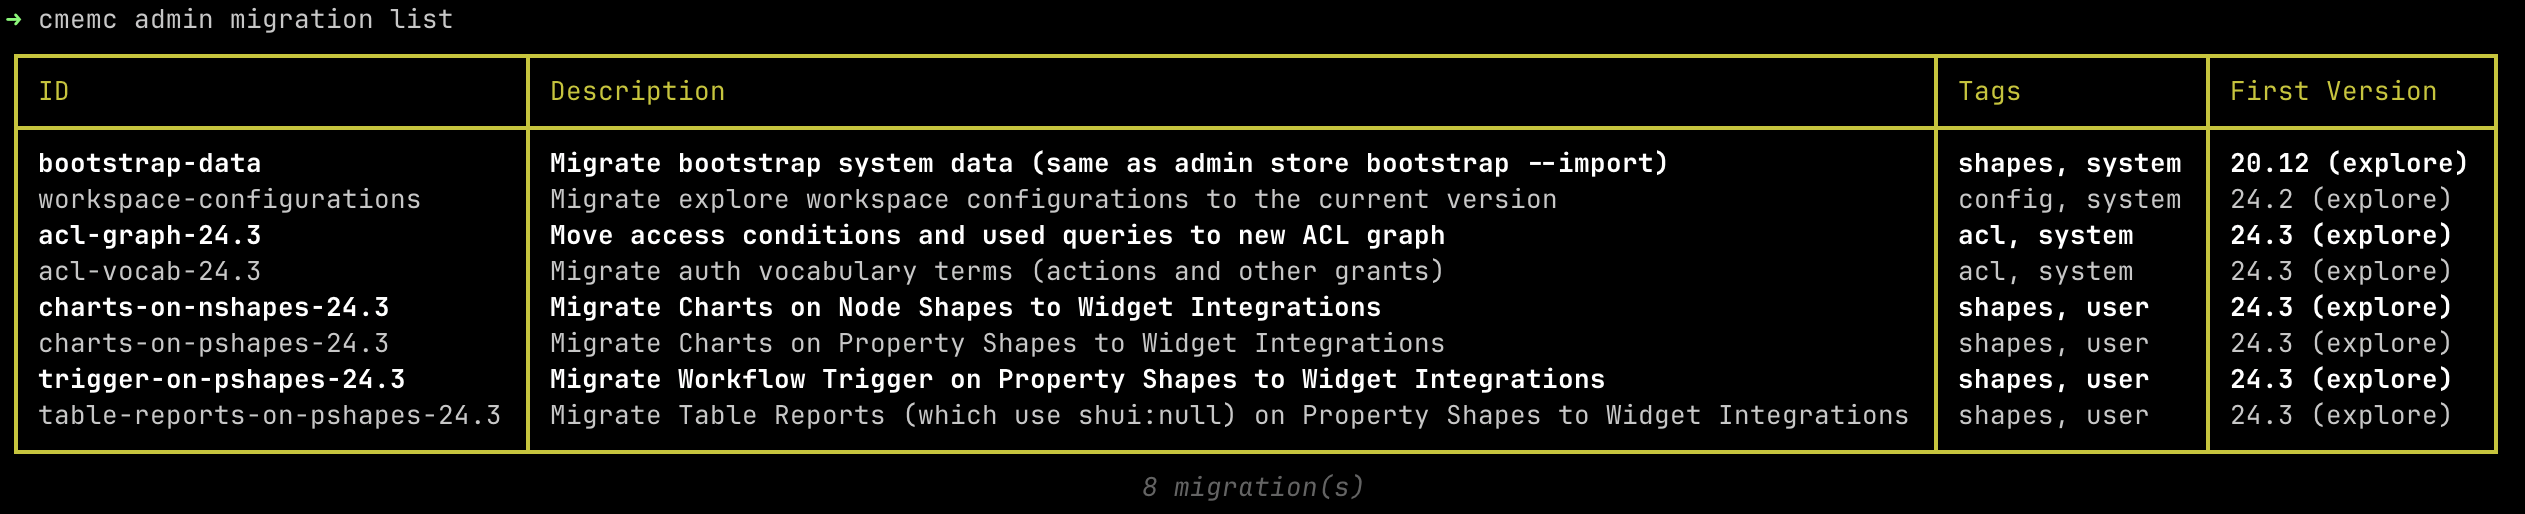 ➜ cmemc admin migration list
ID Description Tags First Version
bootstrap-data Migrate bootstrap system data (same as admin store bootstrap --import) shapes, system 20.12 (explore)
workspace-configurations Migrate explore workspace configurations to the current version config, system 24.2 (explore)
acl-graph-24.3 Move access conditions and used queries to new ACL graph acl, system 24.3 (explore)
acl-vocab-24.3 Migrate auth vocabulary terms (actions and other grants) acl, system 24.3 (explore)
charts-on-nshapes-24.3 Migrate Charts on Node Shapes to Widget Integrations shapes, user 24.3 (explore)
charts-on-pshapes-24.3 Migrate Charts on Property Shapes to Widget Integrations shapes, user 24.3 (explore)
trigger-on-pshapes-24.3 Migrate Workflow Trigger on Property Shapes to Widget Integrations shapes, user 24.3 (explore)
table-reports-on-pshapes-24.3 Migrate Table Reports (which use shui:null) on Property Shapes to Widget Integrations shapes, user 24.3 (explore)
8 migration(s)